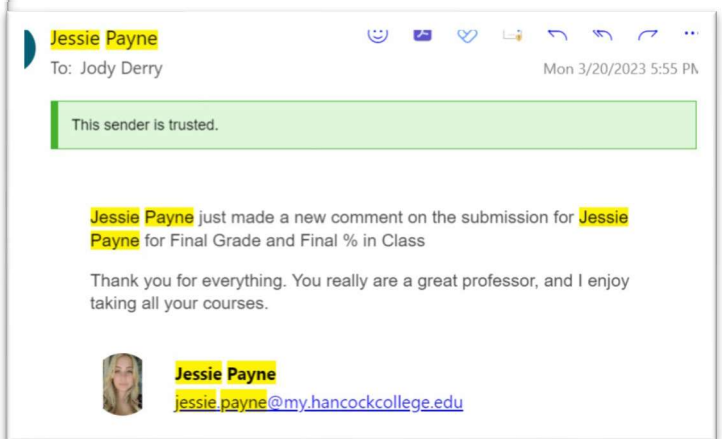 Jessie Payne
To: Jody Derry
Mon 3/20/2023 5:55 PM
This sender is trusted.
Jessie Payne just made a new comment on the submission for Jessie
Payne for Final Grade and Final % in Class
Thank you for everything. You really are a great professor, and I enjoy
taking all your courses.
Jessie Payne
jessie.payne@my.hancockcollege.edu